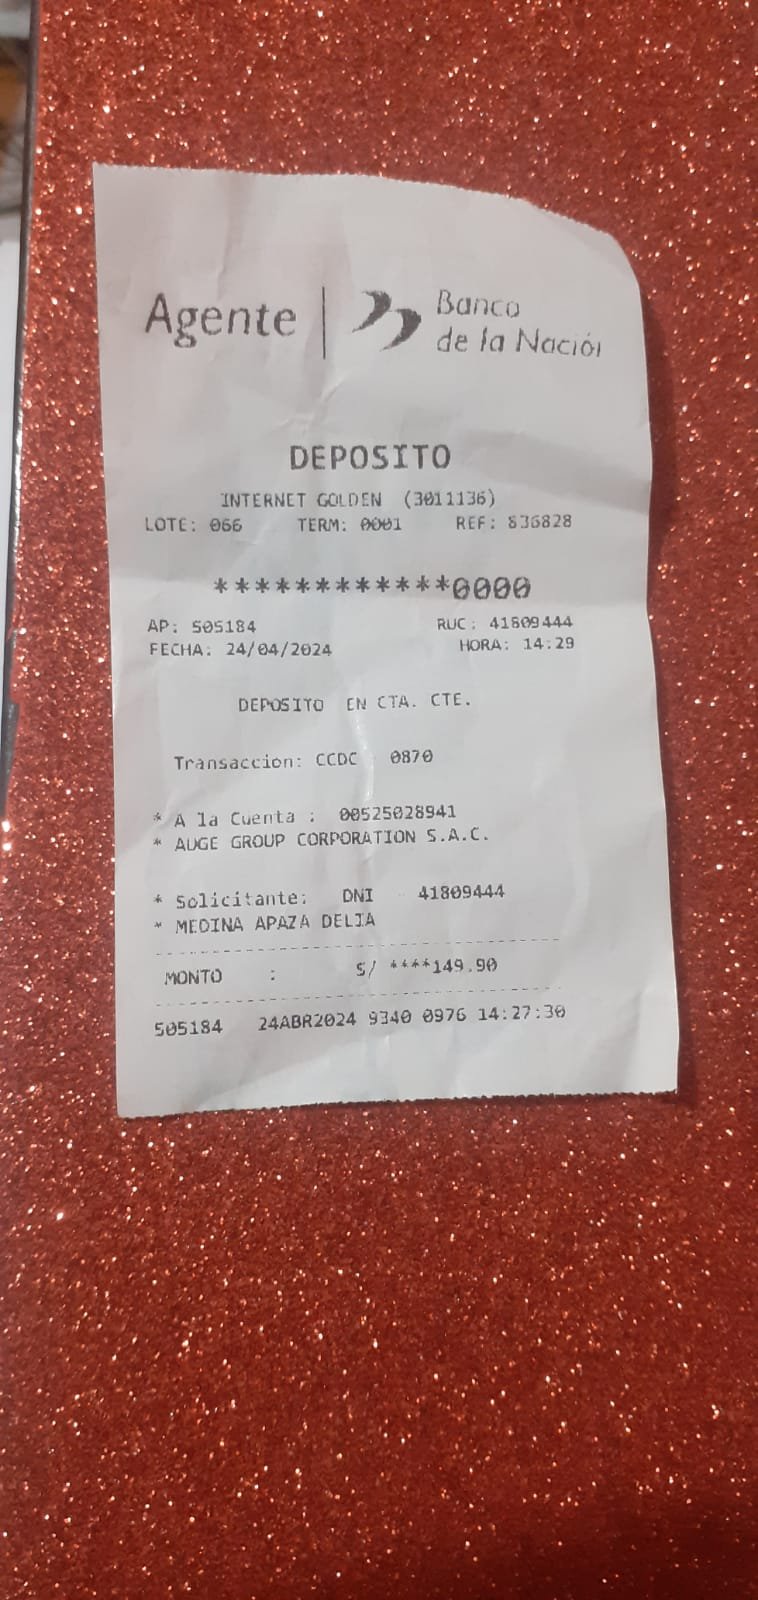 Agente | Banco
de la Nación
DEPOSITO
INTERNET GOLDEN (3011136)
LOTE: 066 TERM: 0001 REF: 836828
************0000
AP: 505184 RUC: 41809444
FECHA: 24/04/2024 HORA: 14:29
DEPOSITO EN CTA. CTE.
Transaccion: CCDC 0870
* A la Cuenta : 00525028941
* AUGE GROUP CORPORATION S.A.C.
* Solicitante: DNI 41809444
* MEDINA APAZA DELIA
MONTO : S/ ****149.90
505184 24ABR2024 9340 0976 14:27:30